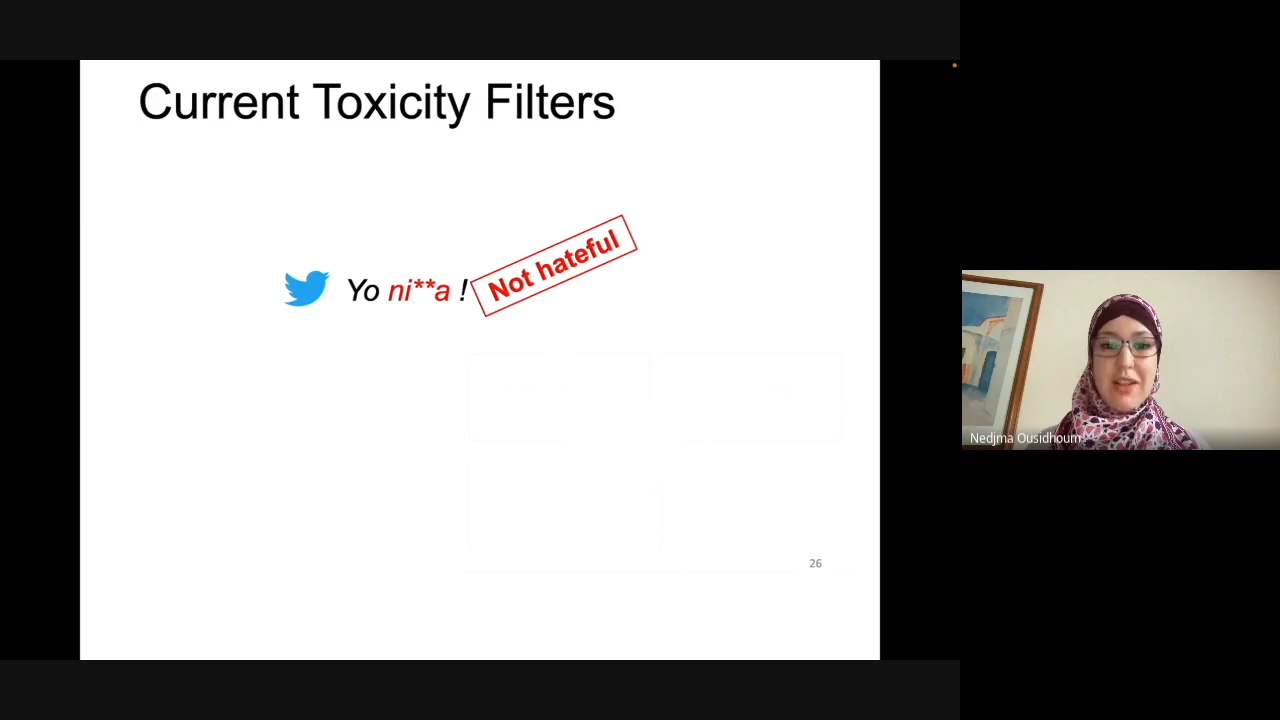 Current Toxicity Filters
Yo ni**a !
Not hateful
26
Nedjma Ousidhoum